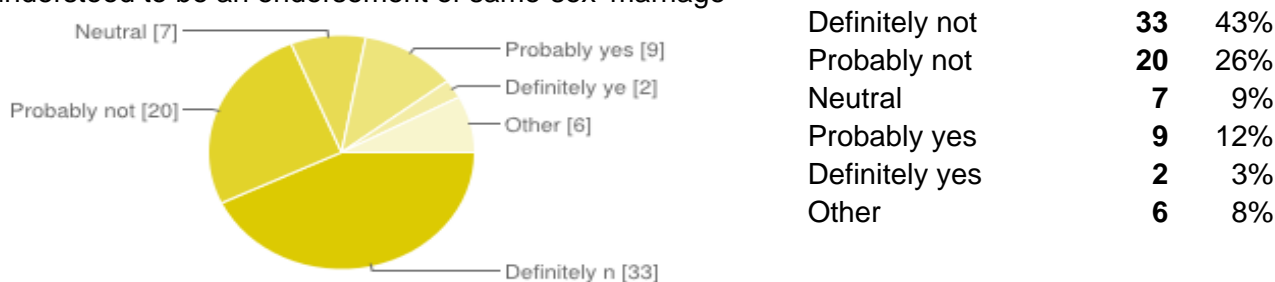 understood to be an endorsement of same-sex marriage
Neutral [7]
Probably yes [9]
Definitely ye [2]
Probably not [20]
Other [6]
Definitely n [33]
Definitely not 33 43%
Probably not 20 26%
Neutral 7 9%
Probably yes 9 12%
Definitely yes 2 3%
Other 6 8%